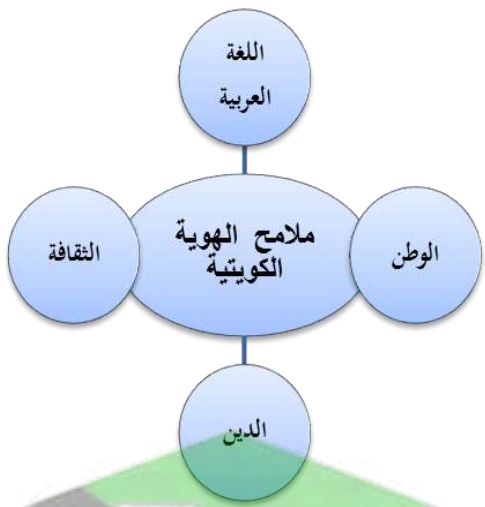 اللغة
العربية
ملامح الهوية
الكويتية
الوطن
الثقافة
الدين